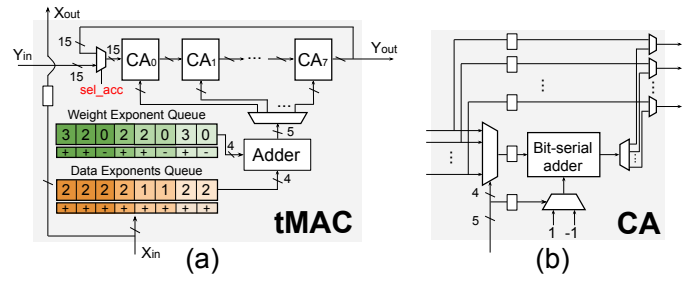 Xout
15
Yin
15
15
CA0
CA1
...
CA7
Yout
sel_acc
...
Weight Exponent Queue
5
3 2 0 2 2 0 3 0
+ + - + + - + -
4
Adder
Data Exponents Queue
4
2 2 2 2 1 1 2 2
+ + + + + + + +
tMAC
Xin
(a)
...
Bit-serial
adder
4
5
1 -1
CA
(b)